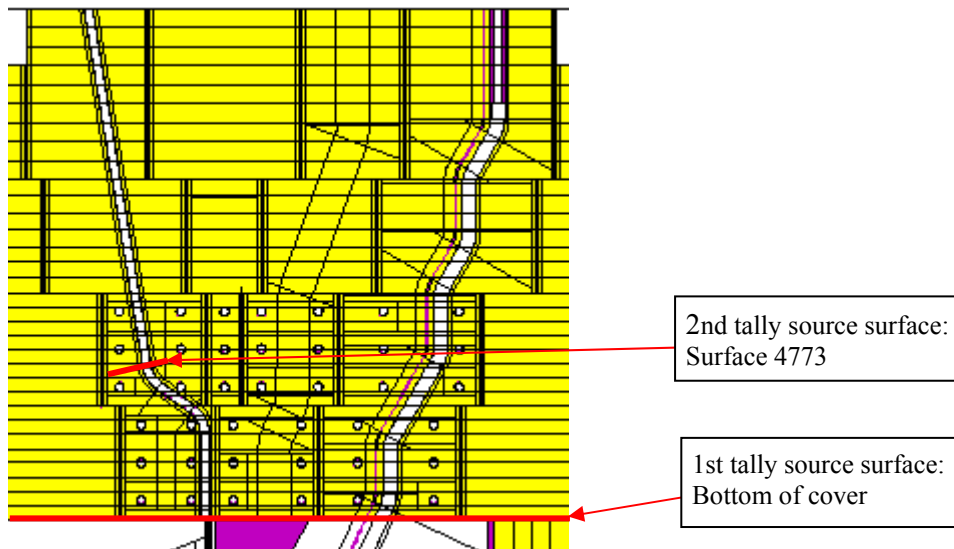 2nd tally source surface:
Surface 4773
1st tally source surface:
Bottom of cover